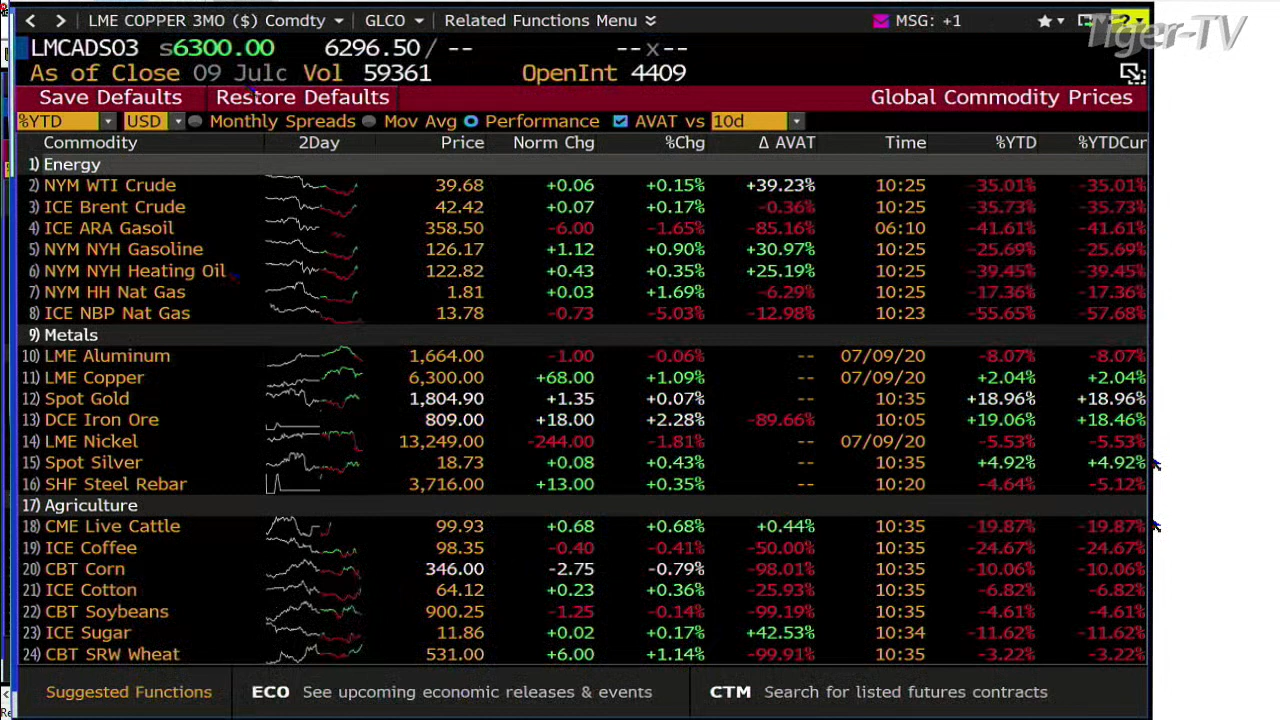 LME COPPER 3MO ($) Comdty GLCO Related Functions Menu MSG: +1 ?
Tiger-TV
LMCADS03 s6300.00 6296.50/ -- --x--
As of Close 09 Julc Vol 59361 OpenInt 4409
Save Defaults Restore Defaults Global Commodity Prices
%YTD USD Monthly Spreads Mov Avg Performance AVAT vs 10d
Commodity 2Day Price Norm Chg %Chg Δ AVAT Time %YTD %YTDCur
1) Energy
2) NYM WTI Crude 39.68 +0.06 +0.15% +39.23% 10:25 -35.01% -35.01%
3) ICE Brent Crude 42.42 +0.07 +0.17% -0.36% 10:25 -35.73% -35.73%
4) ICE ARA Gasoil 358.50 -6.00 -1.65% -85.16% 06:10 -41.61% -41.61%
5) NYM NYH Gasoline 126.17 +1.12 +0.90% +30.97% 10:25 -25.69% -25.69%
6) NYM NYH Heating Oil 122.82 +0.43 +0.35% +25.19% 10:25 -39.45% -39.45%
7) NYM HH Nat Gas 1.81 +0.03 +1.69% -6.29% 10:25 -17.36% -17.36%
8) ICE NBP Nat Gas 13.78 -0.73 -5.03% -12.98% 10:23 -55.65% -57.68%
9) Metals
10) LME Aluminum 1,664.00 -1.00 -0.06% -- 07/09/20 -8.07% -8.07%
11) LME Copper 6,300.00 +68.00 +1.09% -- 07/09/20 +2.04% +2.04%
12) Spot Gold 1,804.90 +1.35 +0.07% -- 10:35 +18.96% +18.96%
13) DCE Iron Ore 809.00 +18.00 +2.28% -89.66% 10:05 +19.06% +18.46%
14) LME Nickel 13,249.00 -244.00 -1.81% -- 07/09/20 -5.53% -5.53%
15) Spot Silver 18.73 +0.08 +0.43% -- 10:35 +4.92% +4.92%
16) SHF Steel Rebar 3,716.00 +13.00 +0.35% -- 10:20 -4.64% -5.12%
17) Agriculture
18) CME Live Cattle 99.93 +0.68 +0.68% +0.44% 10:35 -19.87% -19.87%
19) ICE Coffee 98.35 -0.40 -0.41% -50.00% 10:35 -24.67% -24.67%
20) CBT Corn 346.00 -2.75 -0.79% -98.01% 10:35 -10.06% -10.06%
21) ICE Cotton 64.12 +0.23 +0.36% -25.93% 10:35 -6.82% -6.82%
22) CBT Soybeans 900.25 -1.25 -0.14% -99.19% 10:35 -4.61% -4.61%
23) ICE Sugar 11.86 +0.02 +0.17% +42.53% 10:34 -11.62% -11.62%
24) CBT SRW Wheat 531.00 +6.00 +1.14% -99.91% 10:35 -3.22% -3.22%
Suggested Functions ECO See upcoming economic releases & events CTM Search for listed futures contracts